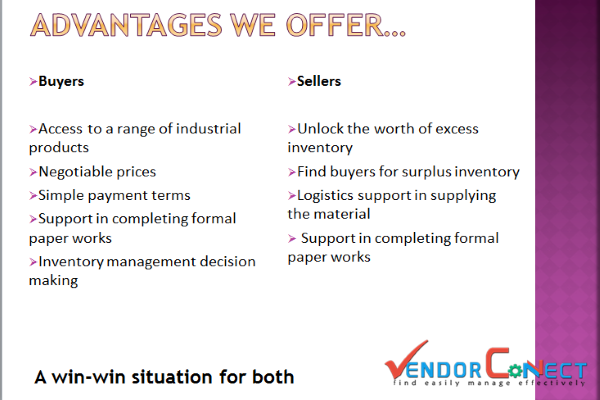 ADVANTAGES WE OFFER...
➢Buyers
➢Access to a range of industrial
products
➢Negotiable prices
➢Simple payment terms
➢Support in completing formal
paper works
➢Inventory management decision
making
➢Sellers
➢Unlock the worth of excess
inventory
➢Find buyers for surplus inventory
➢Logistics support in supplying
the material
➢ Support in completing formal
paper works
A win-win situation for both
VENDOR CONNECT
find easily manage effectively